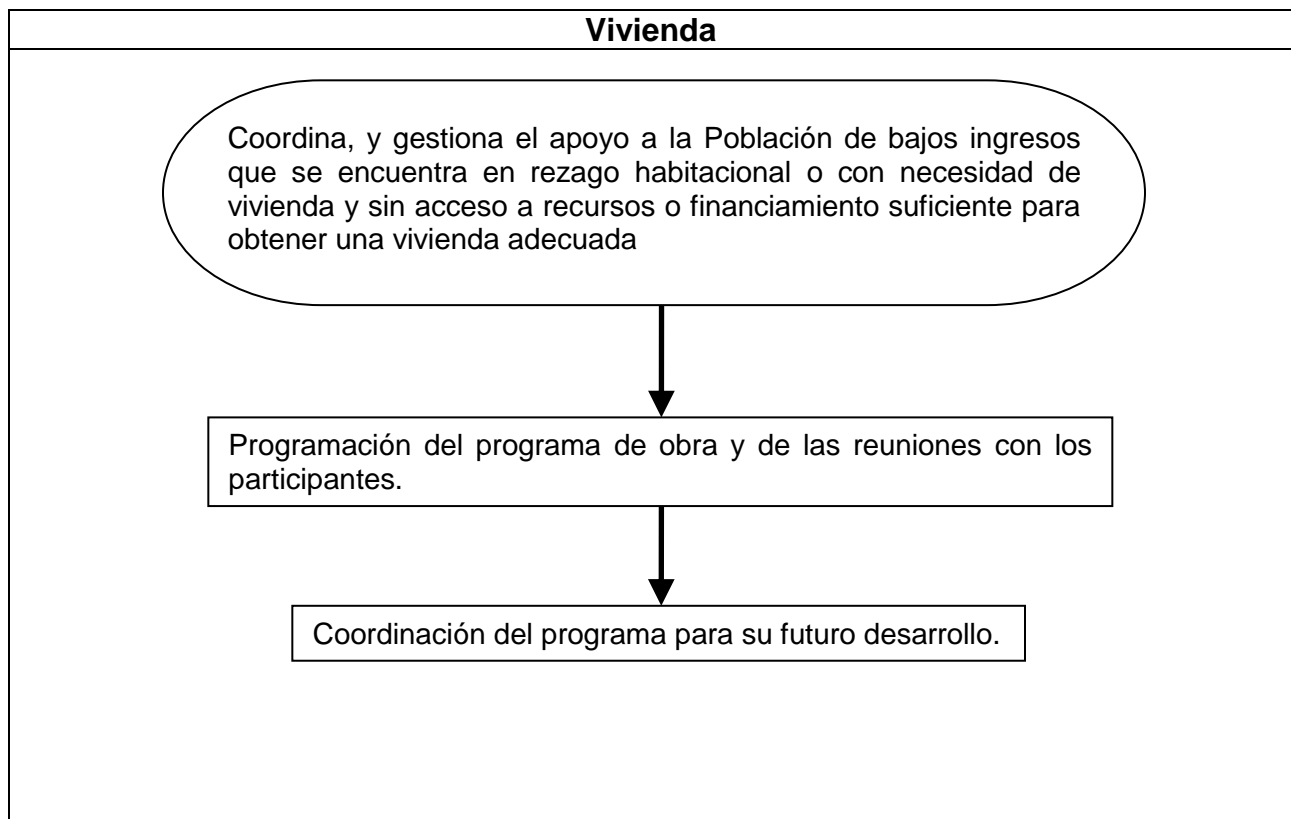 Vivienda
Coordina, y gestiona el apoyo a la Población de bajos ingresos
que se encuentra en rezago habitacional o con necesidad de
vivienda y sin acceso a recursos o financiamiento suficiente para
obtener una vivienda adecuada
Programación del programa de obra y de las reuniones con los
participantes.
Coordinación del programa para su futuro desarrollo.